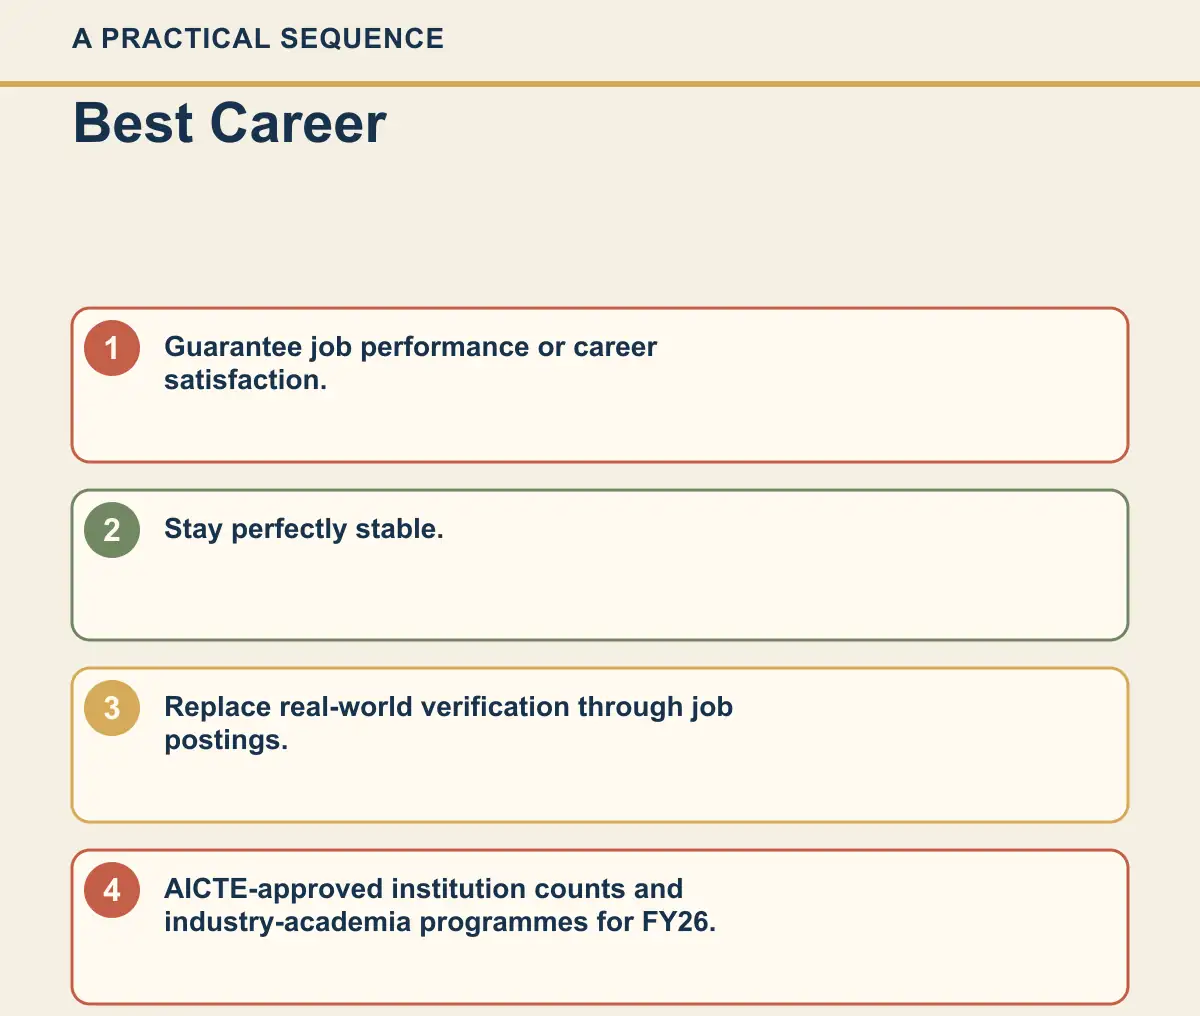 A PRACTICAL SEQUENCE
Best Career
1
Guarantee job performance or career
satisfaction.
2
Stay perfectly stable.
3
Replace real-world verification through job
postings.
4
AICTE-approved institution counts and
industry-academia programmes for FY26.